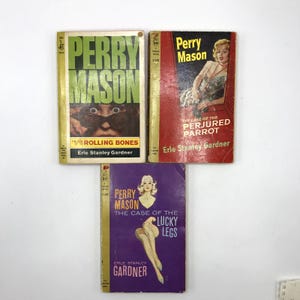 PERRY
MASON
ROLLING BONES
Erle Stanley Gardner
Perry
Mason
THE CASE OF THE
PERJURED
PARROT
Erle Stanley Gardner
PERRY
MASON
THE CASE OF THE
LUCKY
LEGS
ERLE STANLEY
GARDNER